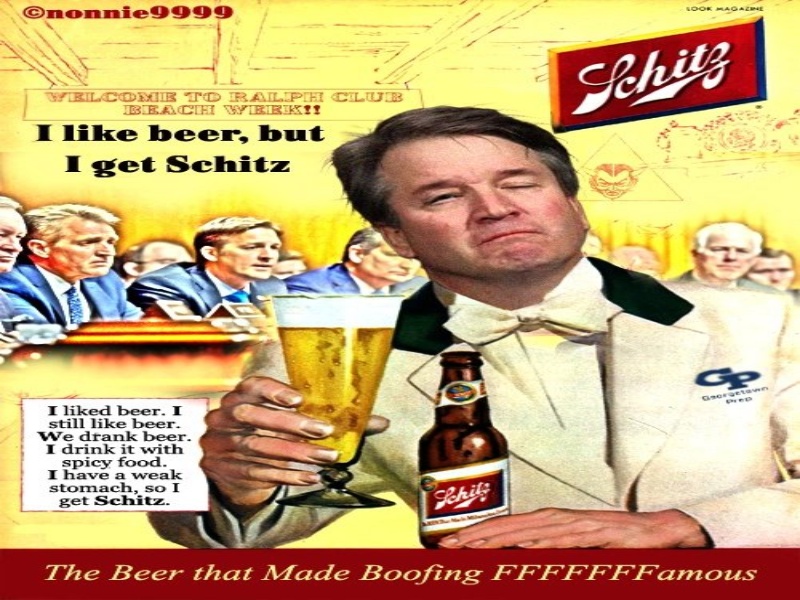 ©nonnie9999
LOOK MAGAZINE
Schitz
WELCOME TO RALPH CLUB
BEACH WEEK!!
I like beer, but
I get Schitz
GP
Georgetown
Prep
I liked beer. I
still like beer.
We drank beer.
I drink it with
spicy food.
I have a weak
stomach, so I
get Schitz.
Schitz
The Beer that Made Boofing FFFFFFFamous